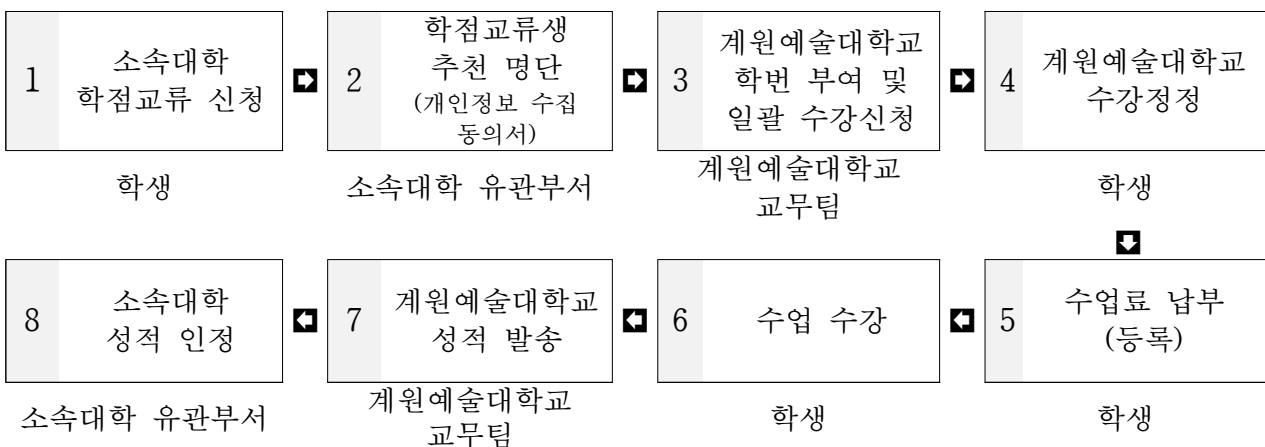 1
소속대학
학점교류 신청
2
학점교류생
추천 명단
(개인정보 수집
동의서)
3
계원예술대학교
학번 부여 및
일괄 수강신청
4
계원예술대학교
수강정정
학생
소속대학 유관부서
계원예술대학교
교무팀
학생
8
소속대학
성적 인정
7
계원예술대학교
성적 발송
6
수업 수강
5
수업료 납부
(등록)
소속대학 유관부서
계원예술대학교
교무팀
학생
학생